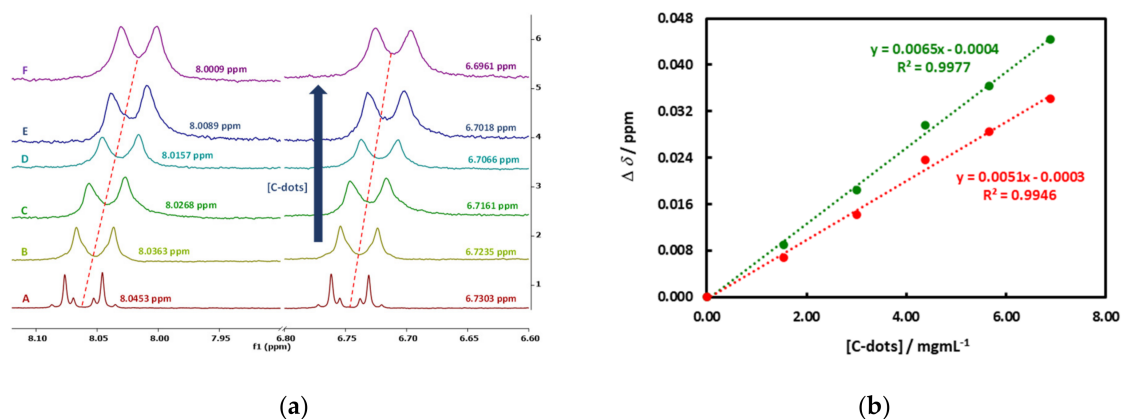 F
8.0009 ppm
6.6961 ppm
6
5
E
8.0089 ppm
6.7018 ppm
4
D
8.0157 ppm
6.7066 ppm
[C-dots]
3
C
8.0268 ppm
6.7161 ppm
2
B
8.0363 ppm
6.7235 ppm
1
A
8.0453 ppm
6.7303 ppm
8.10 8.05 8.00 7.95 7.90 6.80 6.75 6.70 6.65 6.60
f1 (ppm)
(a)
0.048
0.040
0.032
0.024
0.016
0.008
0.000
Δ δ / ppm
y = 0.0065x - 0.0004
R² = 0.9977
y = 0.0051x - 0.0003
R² = 0.9946
0.00 2.00 4.00 6.00 8.00
[C-dots] / mgmL⁻¹
(b)